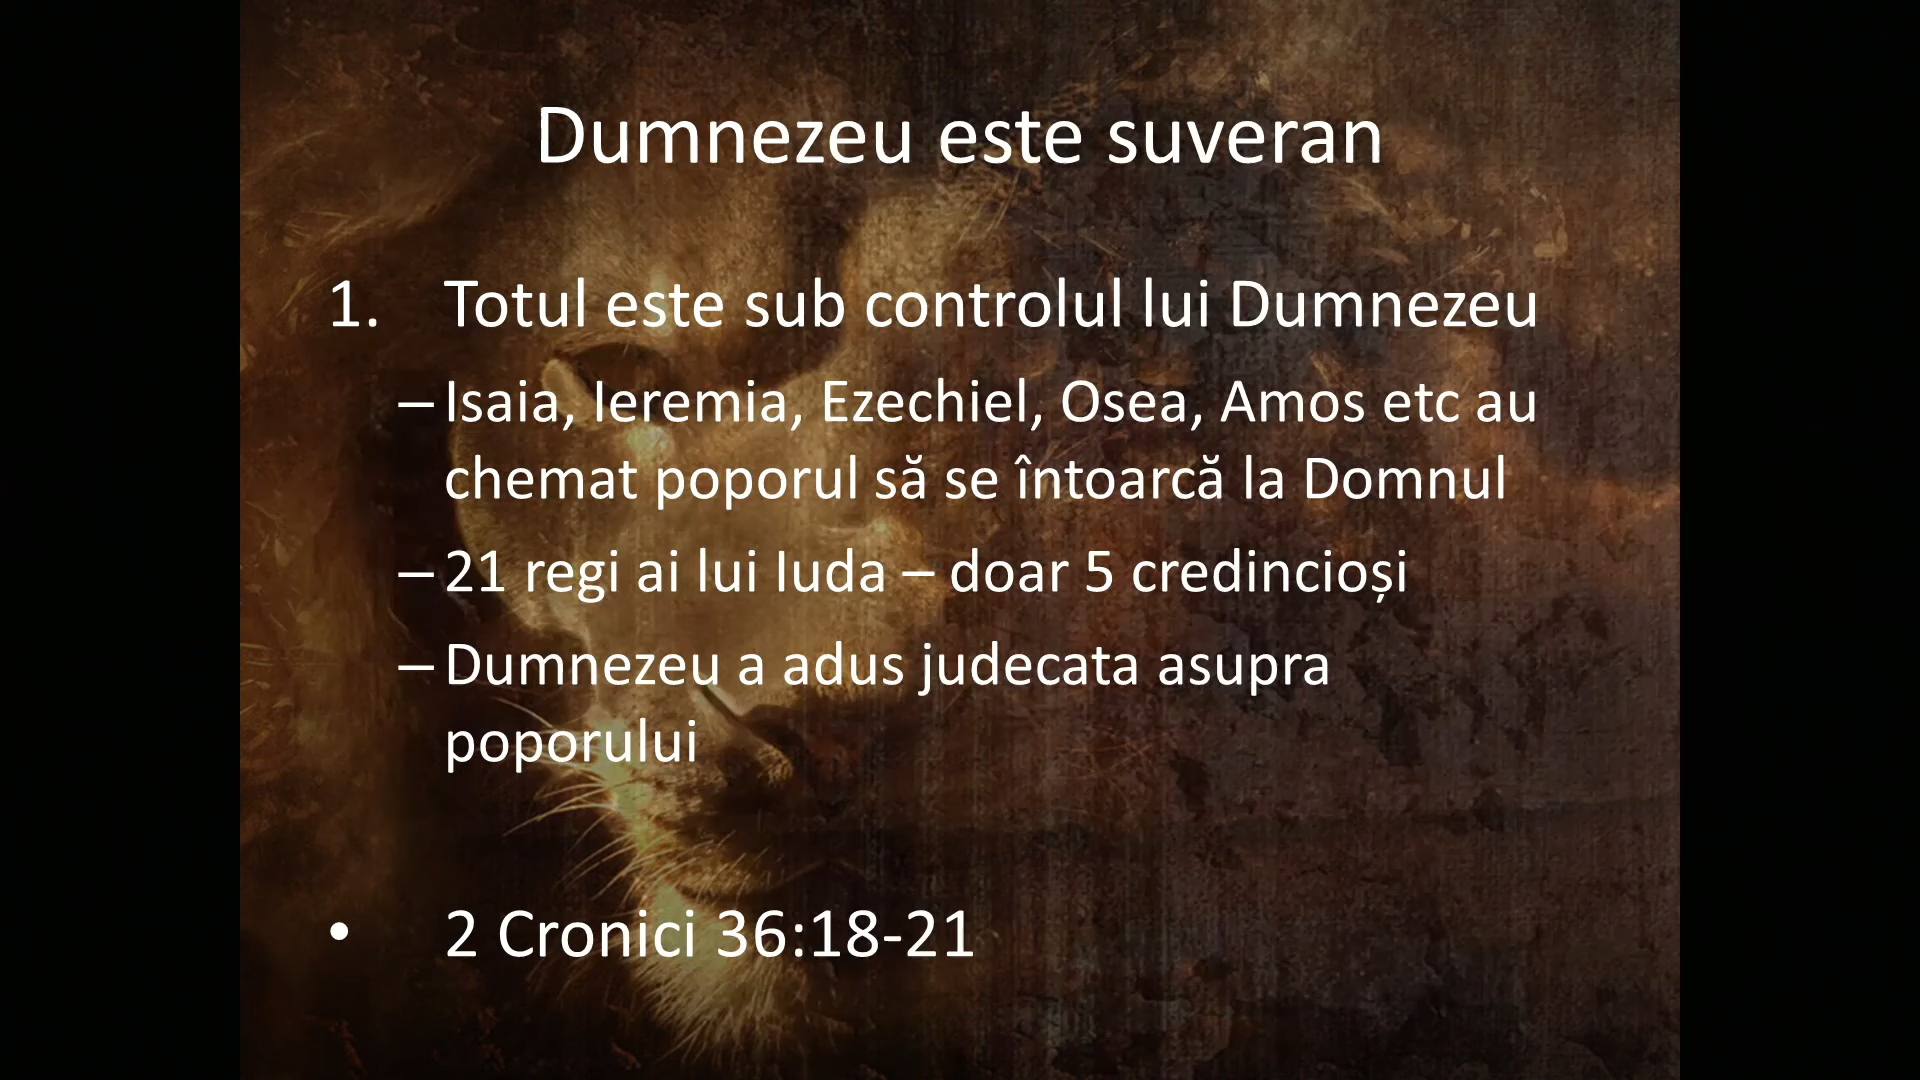 Dumnezeu este suveran
1. Totul este sub controlul lui Dumnezeu
– Isaia, Ieremia, Ezechiel, Osea, Amos etc au
chemat poporul să se întoarcă la Domnul
– 21 regi ai lui Iuda – doar 5 credincioși
– Dumnezeu a adus judecata asupra
poporului
• 2 Cronici 36:18-21